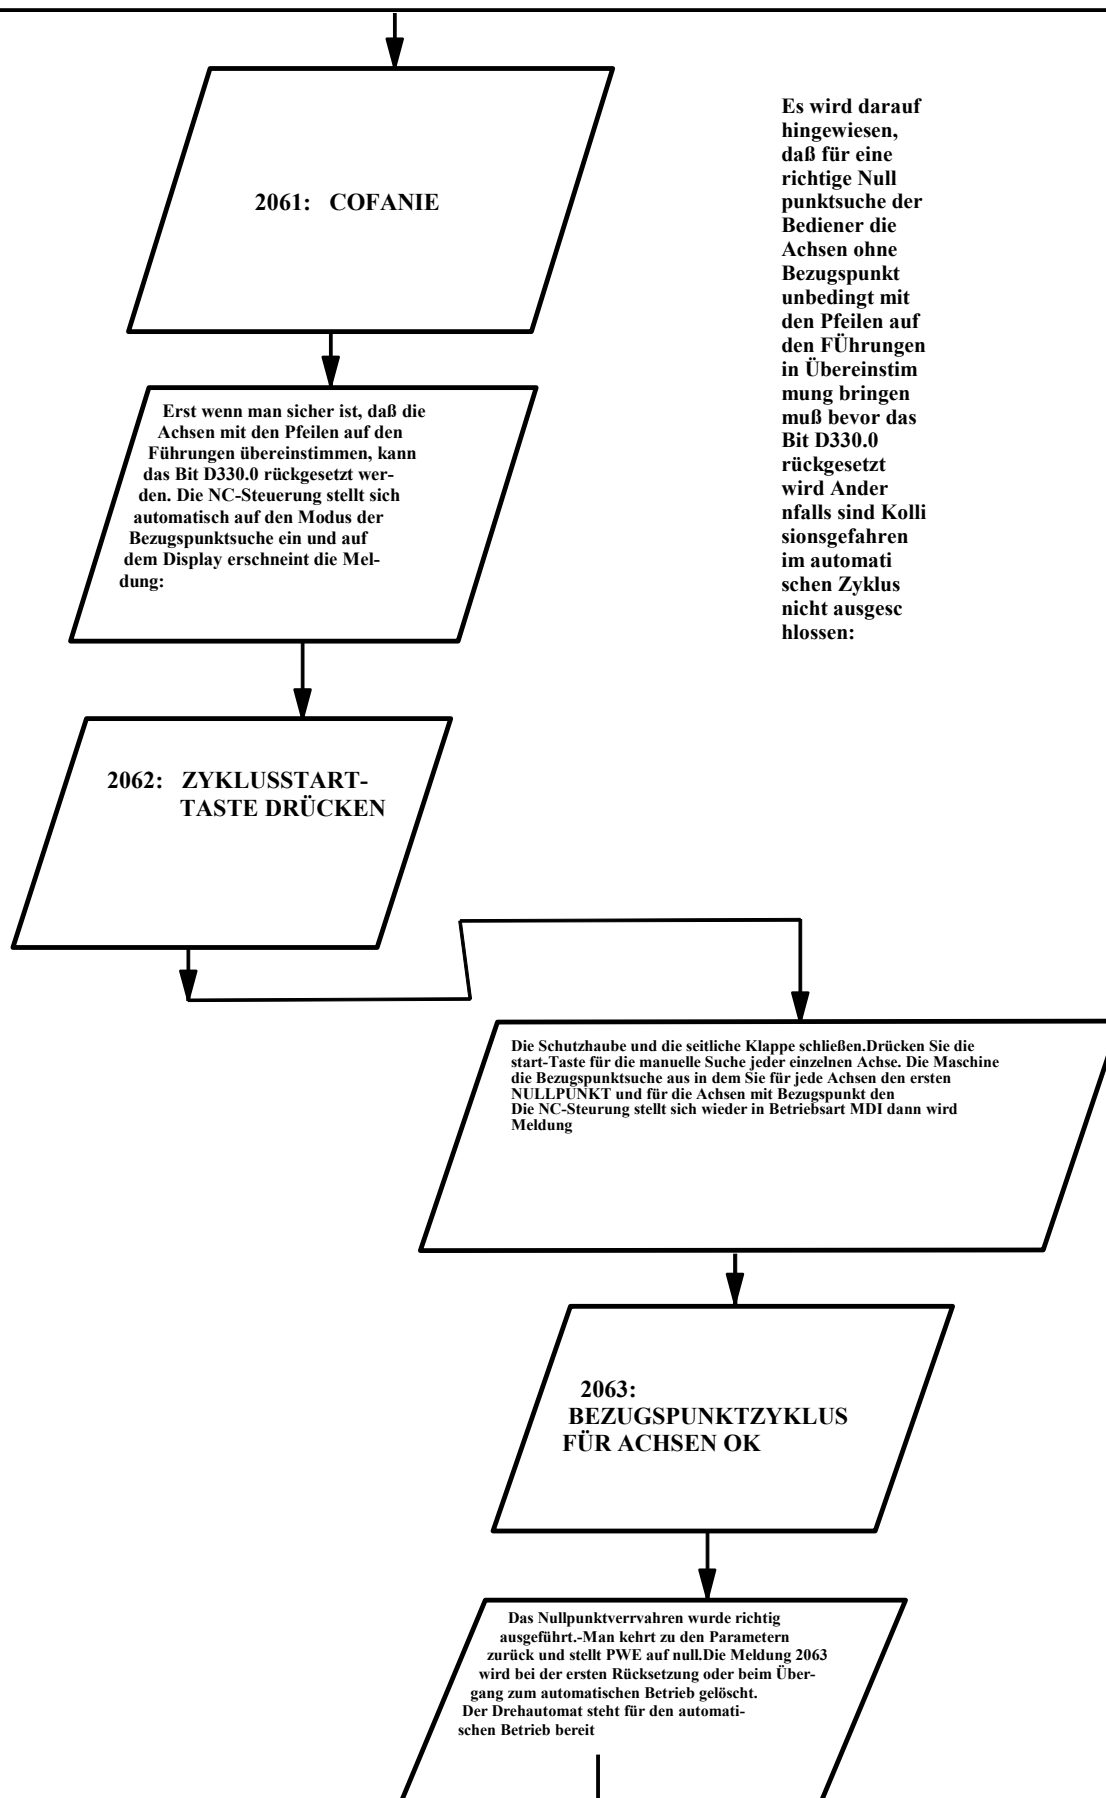 2061: COFANIE
Es wird darauf
hingewiesen,
daß für eine
richtige Null
punktsuche der
Bediener die
Achsen ohne
Bezugspunkt
unbedingt mit
den Pfeilen auf
den FÜhrungen
in Übereinstim
mung bringen
muß bevor das
Bit D330.0
rückgesetzt
wird Ander
nfalls sind Kolli
sionsgefahren
im automati
schen Zyklus
nicht ausgesc
hlossen:
Erst wenn man sicher ist, daß die
Achsen mit den Pfeilen auf den
Führungen übereinstimmen, kann
das Bit D330.0 rückgesetzt wer-
den. Die NC-Steuerung stellt sich
automatisch auf den Modus der
Bezugspunktsuche ein und auf
dem Display erschneint die Mel-
dung:
2062: ZYKLUSSTART-
TASTE DRÜCKEN
Die Schutzhaube und die seitliche Klappe schließen.Drücken Sie die
start-Taste für die manuelle Suche jeder einzelnen Achse. Die Maschine
die Bezugspunktsuche aus in dem Sie für jede Achsen den ersten
NULLPUNKT und für die Achsen mit Bezugspunkt den
Die NC-Steurung stellt sich wieder in Betriebsart MDI dann wird
Meldung
2063:
BEZUGSPUNKTZYKLUS
FÜR ACHSEN OK
Das Nullpunktverrvahren wurde richtig
ausgeführt.-Man kehrt zu den Parametern
zurück und stellt PWE auf null.Die Meldung 2063
wird bei der ersten Rücksetzung oder beim Über-
gang zum automatischen Betrieb gelöscht.
Der Drehautomat steht für den automati-
schen Betrieb bereit